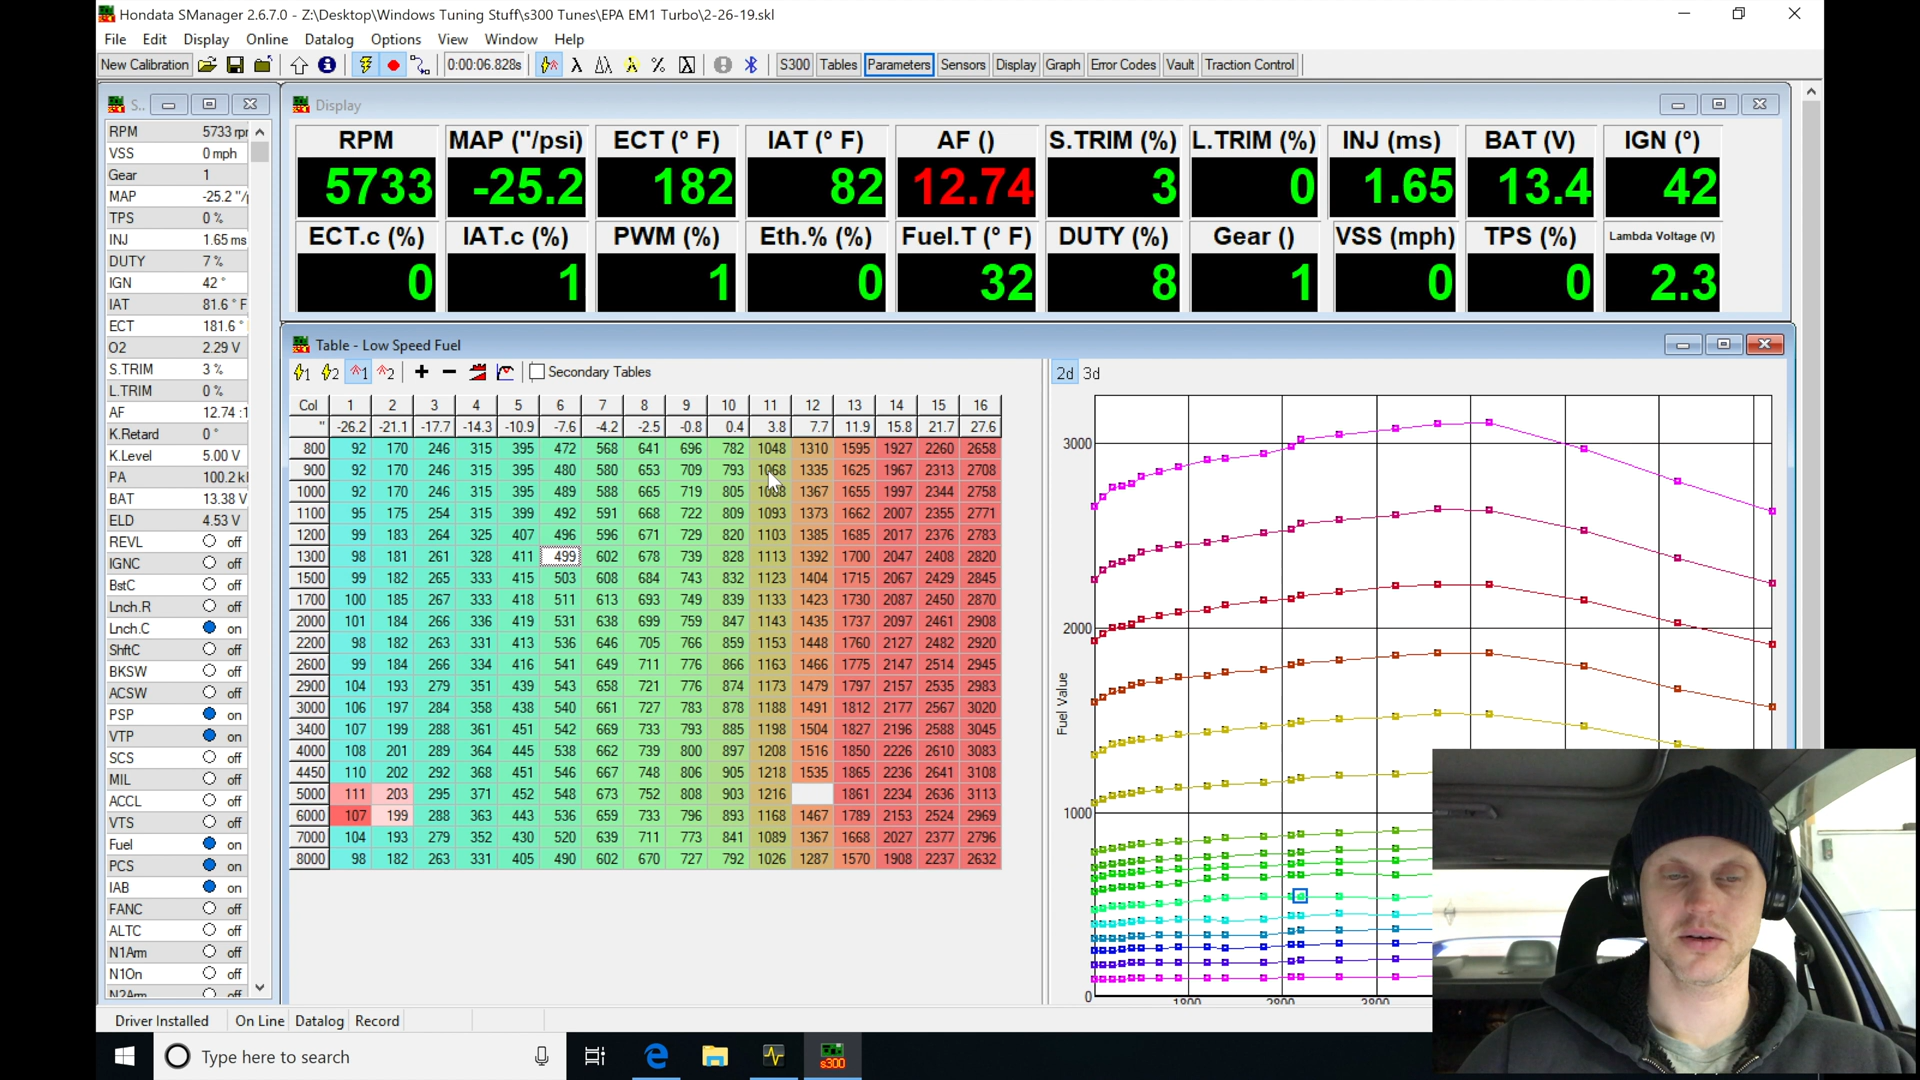 Hondata SManager 2.6.7.0 - Z:\Desktop\Windows Tuning Stuff\s300 Tunes\EPA EM1 Turbo\2-26-19.skl
File Edit Display Online Datalog Options View Window Help
New Calibration 0:00:06.828s S300 Tables Parameters Sensors Display Graph Error Codes Vault Traction Control
S..
RPM 5733 rpr
VSS 0 mph
Gear 1
MAP -25.2 "/
TPS 0 %
INJ 1.65 ms
DUTY 7 %
IGN 42 °
IAT 81.6 ° F
ECT 181.6 °
O2 2.29 V
S.TRIM 3 %
L.TRIM 0 %
AF 12.74 :1
K.Retard 0 °
K.Level 5.00 V
PA 100.2 k
BAT 13.38 V
ELD 4.53 V
REVL off
IGNC off
BstC off
Lnch.R off
Lnch.C on
ShftC off
BKSW off
ACSW off
PSP on
VTP on
SCS off
MIL off
ACCL off
VTS off
Fuel on
PCS on
IAB on
FANC off
ALTC off
N1Arm off
N1On off
N2Arm off
Display
RPM MAP ("/psi) ECT (° F) IAT (° F) AF () S.TRIM (%) L.TRIM (%) INJ (ms) BAT (V) IGN (°)
5733 -25.2 182 82 12.74 3 0 1.65 13.4 42
ECT.c (%) IAT.c (%) PWM (%) Eth.% (%) Fuel.T (° F) DUTY (%) Gear () VSS (mph) TPS (%) Lambda Voltage (V)
0 1 1 0 32 8 1 0 0 2.3
Table - Low Speed Fuel
1 2 1 2 + - Secondary Tables
Col 1 2 3 4 5 6 7 8 9 10 11 12 13 14 15 16
" -26.2 -21.1 -17.7 -14.3 -10.9 -7.6 -4.2 -2.5 -0.8 0.4 3.8 7.7 11.9 15.8 21.7 27.6
800 92 170 246 315 395 472 568 641 696 782 1048 1310 1595 1927 2260 2658
900 92 170 246 315 395 480 580 653 709 793 1068 1335 1625 1967 2313 2708
1000 92 170 246 315 395 489 588 665 719 805 1088 1367 1655 1997 2344 2758
1100 95 175 254 315 399 492 591 668 722 809 1093 1373 1662 2007 2355 2771
1200 99 183 264 325 407 496 596 671 729 820 1103 1385 1685 2017 2376 2783
1300 98 181 261 328 411 499 602 678 739 828 1113 1392 1700 2047 2408 2820
1500 99 182 265 333 415 503 608 684 743 832 1123 1404 1715 2067 2429 2845
1700 100 185 267 333 418 511 613 693 749 839 1133 1423 1730 2087 2450 2870
2000 101 184 266 336 419 531 638 699 759 847 1143 1435 1737 2097 2461 2908
2200 98 182 263 331 413 536 646 705 766 859 1153 1448 1760 2127 2482 2920
2600 99 184 266 334 416 541 649 711 776 866 1163 1466 1775 2147 2514 2945
2900 104 193 279 351 439 543 658 721 776 874 1173 1479 1797 2157 2535 2983
3000 106 197 284 358 438 540 661 727 783 878 1188 1491 1812 2177 2567 3020
3400 107 199 288 361 451 542 669 733 793 885 1198 1504 1827 2196 2588 3045
4000 108 201 289 364 445 538 662 739 800 897 1208 1516 1850 2226 2610 3083
4450 110 202 292 368 451 546 667 748 806 905 1218 1535 1865 2236 2641 3108
5000 111 203 295 371 452 548 673 752 808 903 1216 1861 2234 2636 3113
6000 107 199 288 363 443 536 659 733 796 893 1168 1467 1789 2153 2524 2969
7000 104 193 279 352 430 520 639 711 773 841 1089 1367 1668 2027 2377 2796
8000 98 182 263 331 405 490 602 670 727 792 1026 1287 1570 1908 2237 2632
2d 3d
3000
2000
Fuel Value
1000
0
1800 2800 3800
Driver Installed On Line Datalog Record
Type here to search
s300